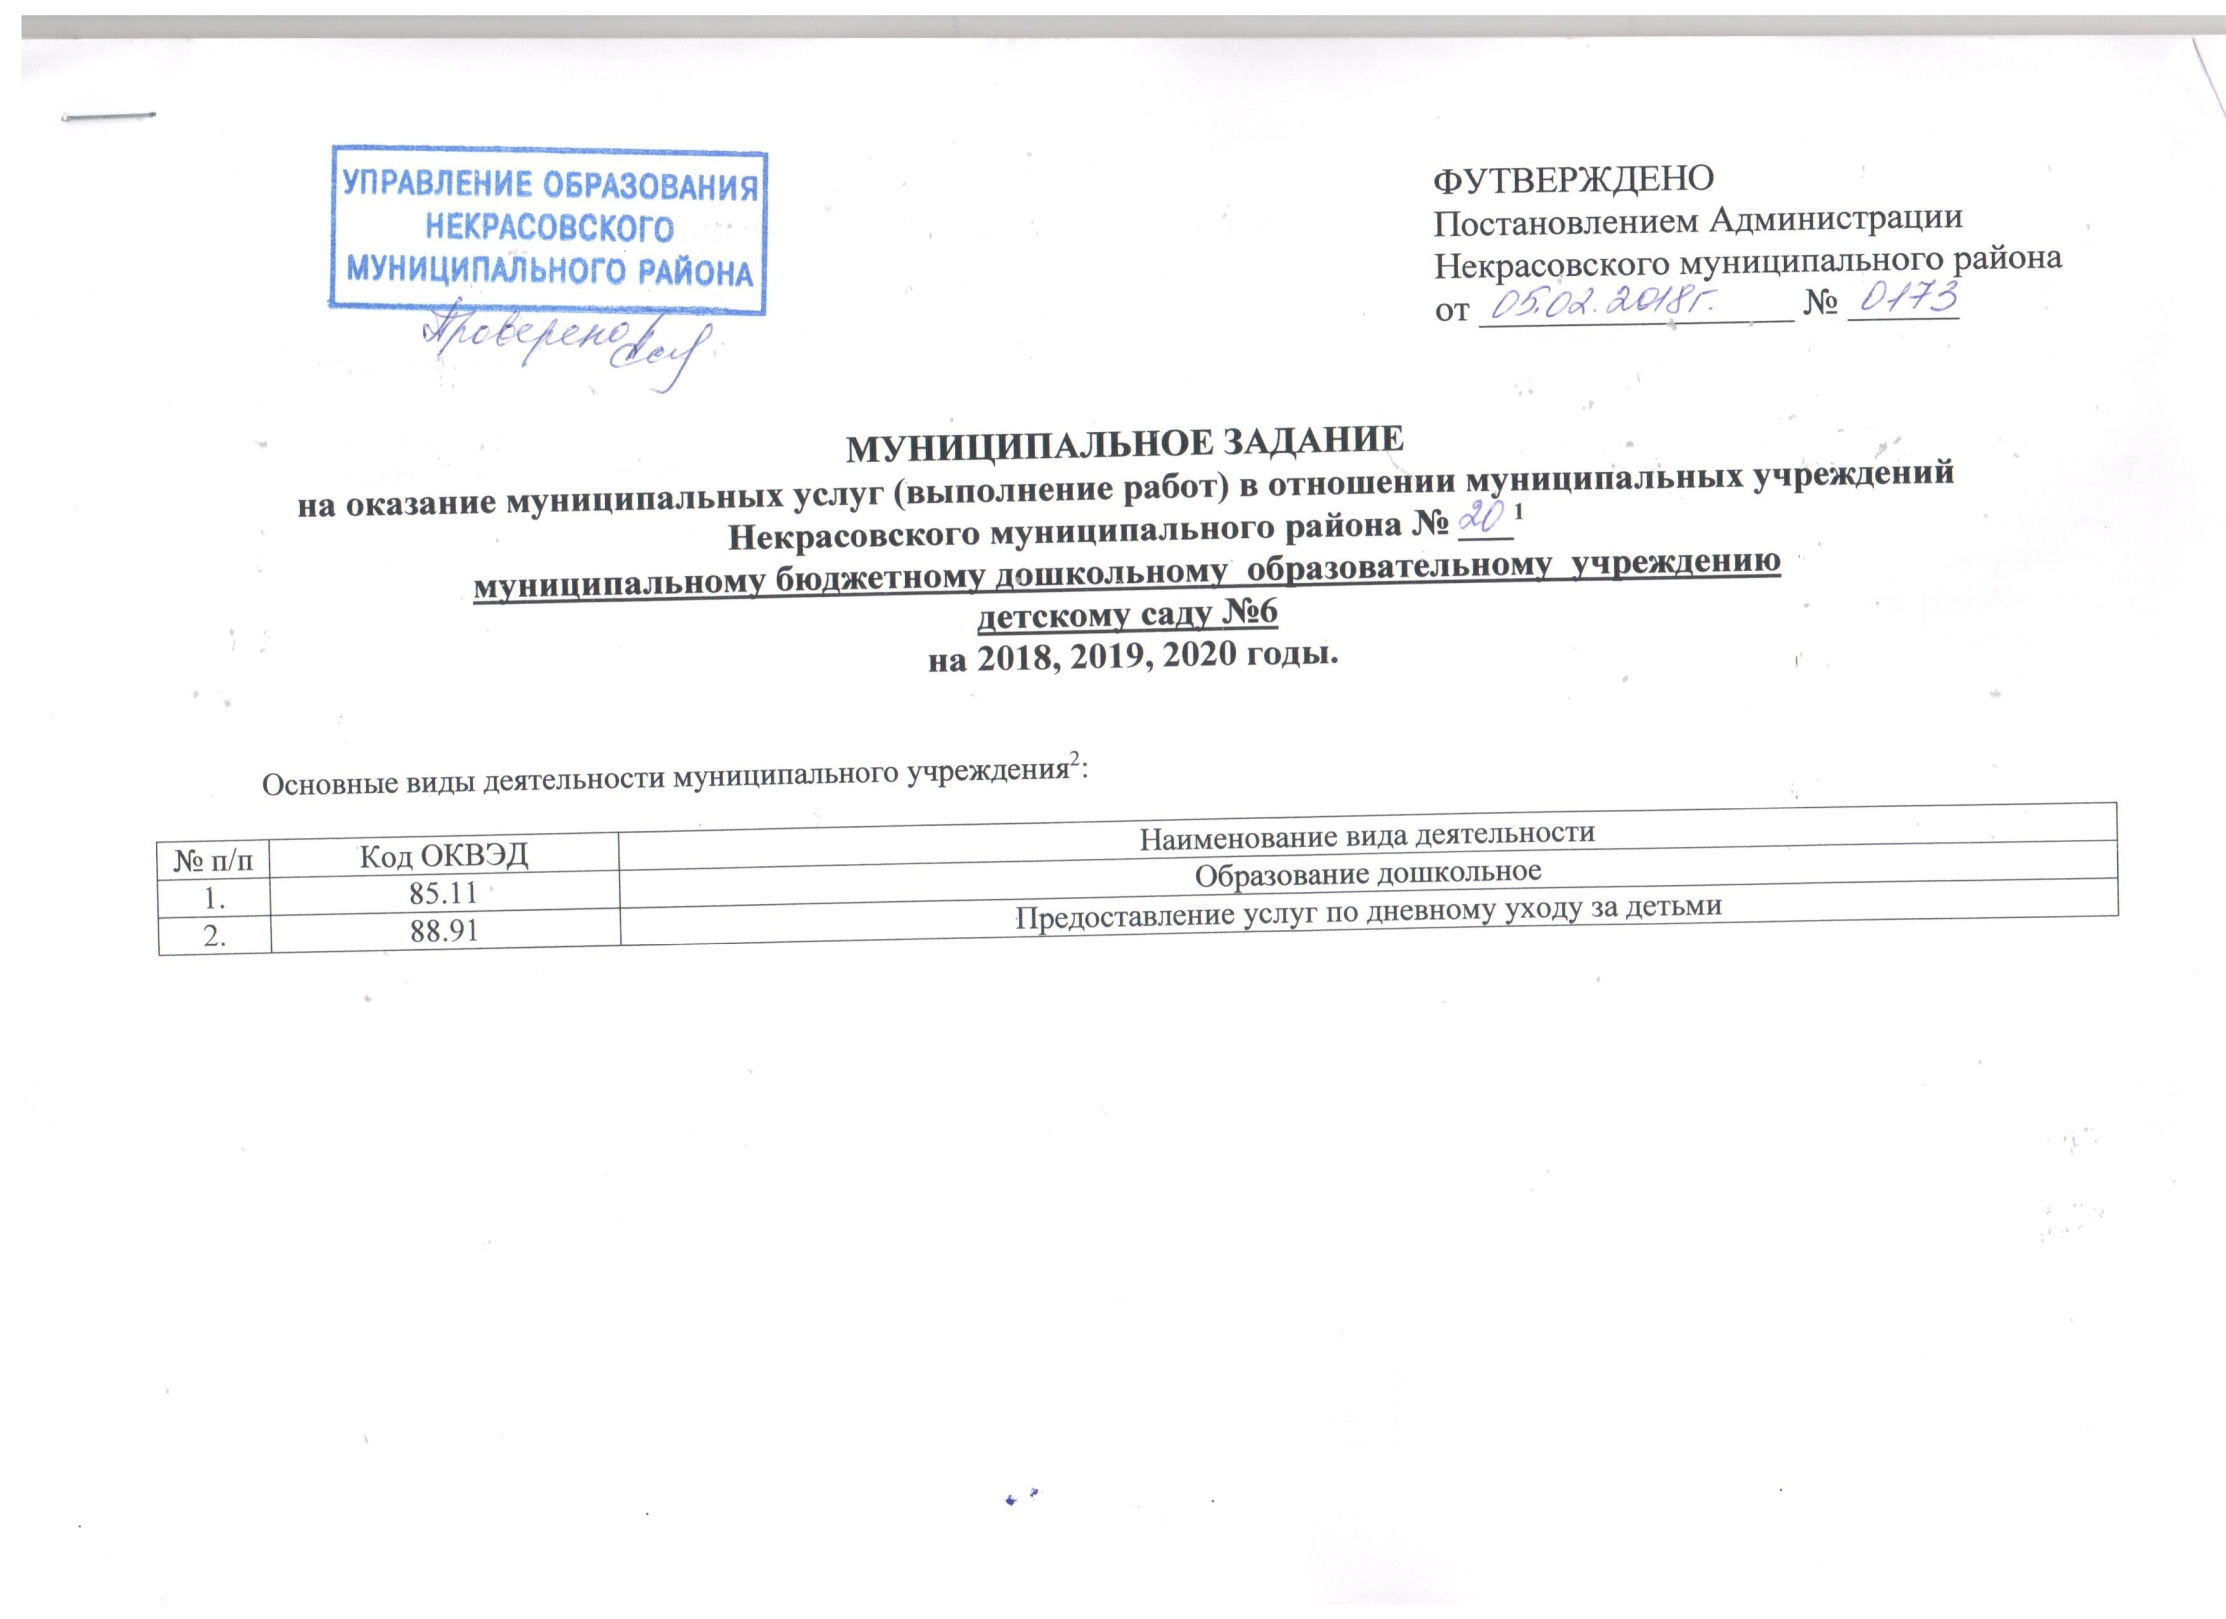 УПРАВЛЕНИЕ ОБРАЗОВАНИЯ
НЕКРАСОВСКОГО
МУНИЦИПАЛЬНОГО РАЙОНА
Проверено
ФУТВЕРЖДЕНО
Постановлением Администрации
Некрасовского муниципального района
от 05.02.2018г. № 0173
МУНИЦИПАЛЬНОЕ ЗАДАНИЕ
на оказание муниципальных услуг (выполнение работ) в отношении муниципальных учреждений
Некрасовского муниципального района № 20 1
муниципальному бюджетному дошкольному образовательному учреждению
детскому саду №6
на 2018, 2019, 2020 годы.
Основные виды деятельности муниципального учреждения2:
№ п/п Код ОКВЭД Наименование вида деятельности
1. 85.11 Образование дошкольное
2. 88.91 Предоставление услуг по дневному уходу за детьми